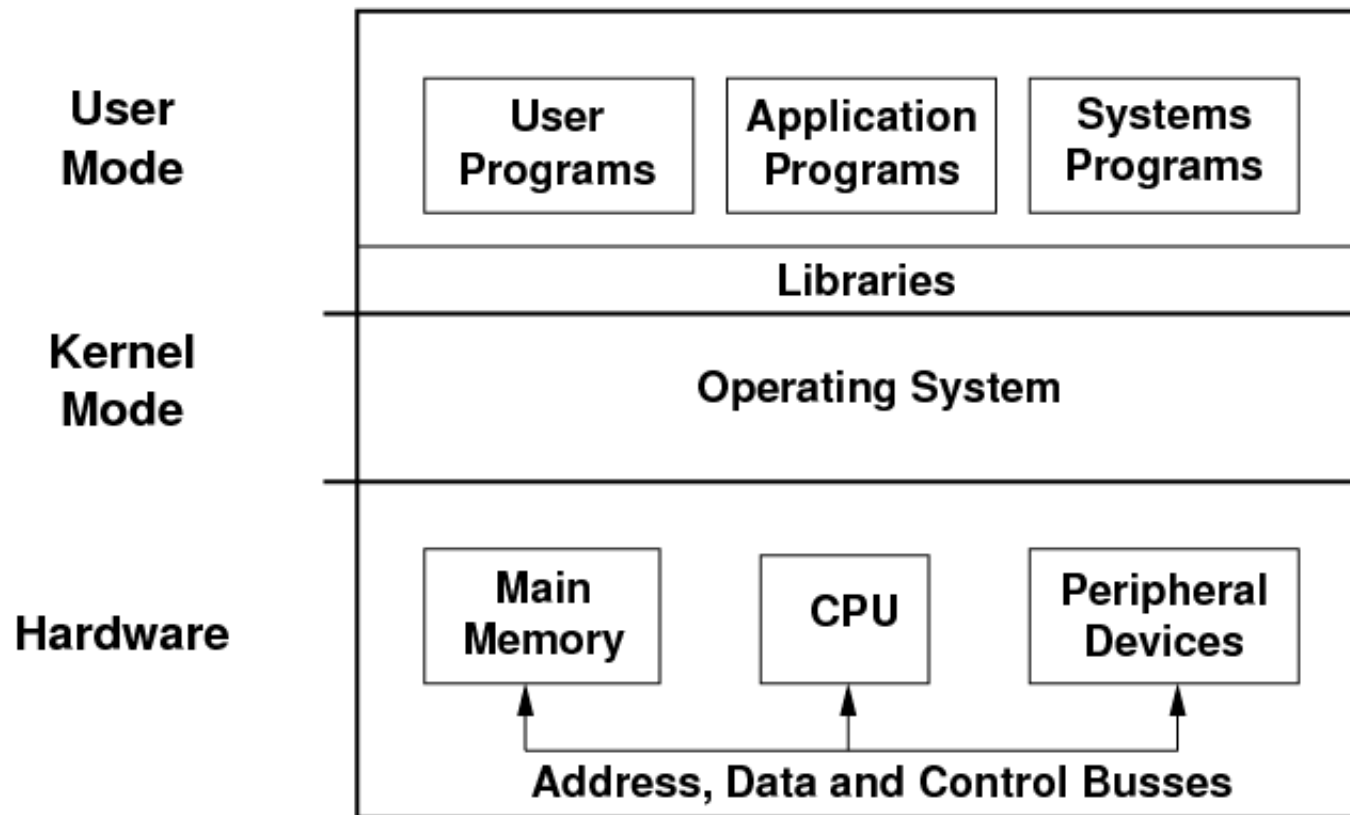 User
Mode
User
Programs
Application
Programs
Systems
Programs
Libraries
Kernel
Mode
Operating System
Hardware
Main
Memory
CPU
Peripheral
Devices
Address, Data and Control Busses